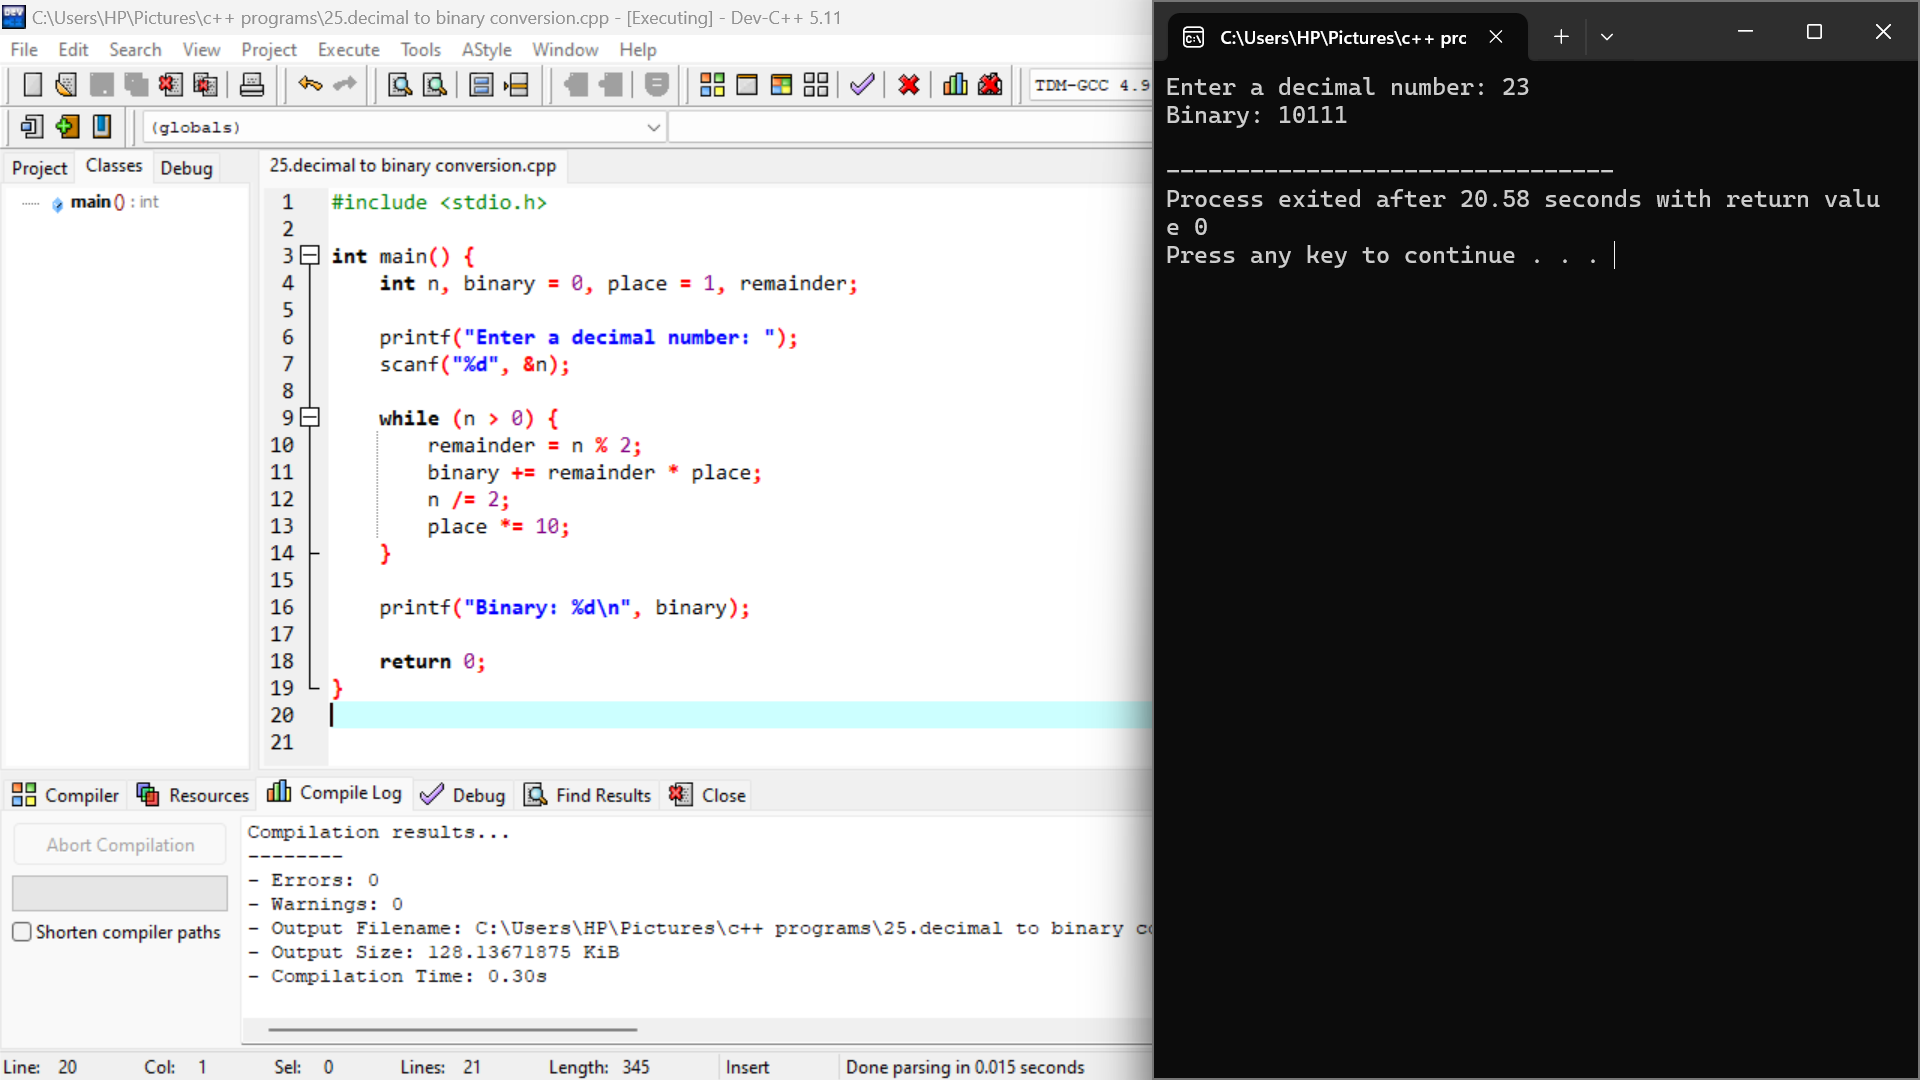 C:\Users\HP\Pictures\c++ programs\25.decimal to binary conversion.cpp - [Executing] - Dev-C++ 5.11
File Edit Search View Project Execute Tools AStyle Window Help
TDM-GCC 4.9
(globals)
Project Classes Debug
25.decimal to binary conversion.cpp
main () : int
1 #include <stdio.h>
2
3 int main() {
4 int n, binary = 0, place = 1, remainder;
5
6 printf("Enter a decimal number: ");
7 scanf("%d", &n);
8
9 while (n > 0) {
10 remainder = n % 2;
11 binary += remainder * place;
12 n /= 2;
13 place *= 10;
14 }
15
16 printf("Binary: %d\n", binary);
17
18 return 0;
19 }
20
21
Compiler Resources Compile Log Debug Find Results Close
Abort Compilation
Shorten compiler paths
Compilation results...
--------
- Errors: 0
- Warnings: 0
- Output Filename: C:\Users\HP\Pictures\c++ programs\25.decimal to binary
- Output Size: 128.13671875 KiB
- Compilation Time: 0.30s
Line: 20 Col: 1 Sel: 0 Lines: 21 Length: 345 Insert Done parsing in 0.015 seconds
C:\Users\HP\Pictures\c++ prc
Enter a decimal number: 23
Binary: 10111
--------------------------------
Process exited after 20.58 seconds with return valu
e 0
Press any key to continue . . .